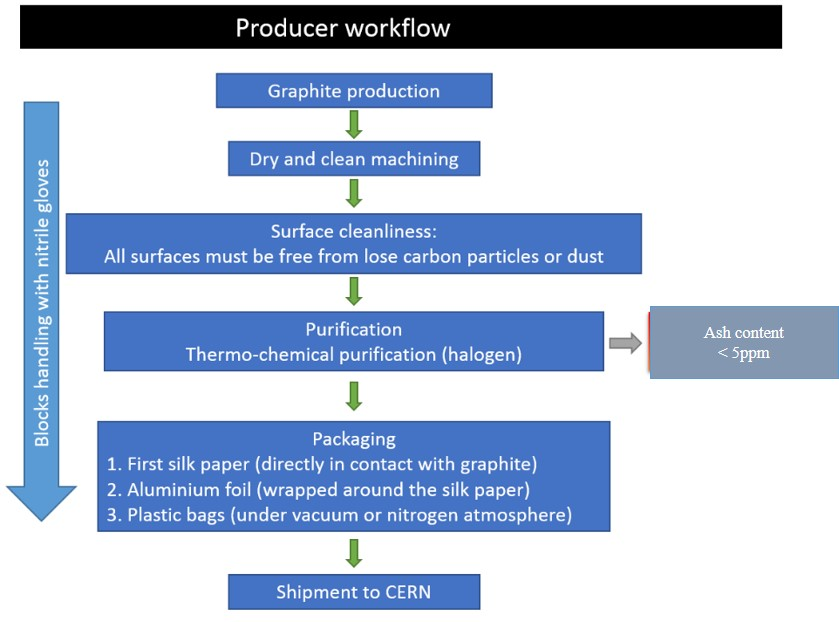 Producer workflow
Graphite production
Dry and clean machining
Surface cleanliness:
All surfaces must be free from lose carbon particles or dust
Purification
Thermo-chemical purification (halogen)
Ash content
< 5ppm
Packaging
1. First silk paper (directly in contact with graphite)
2. Aluminium foil (wrapped around the silk paper)
3. Plastic bags (under vacuum or nitrogen atmosphere)
Shipment to CERN
Blocks handling with nitrile gloves